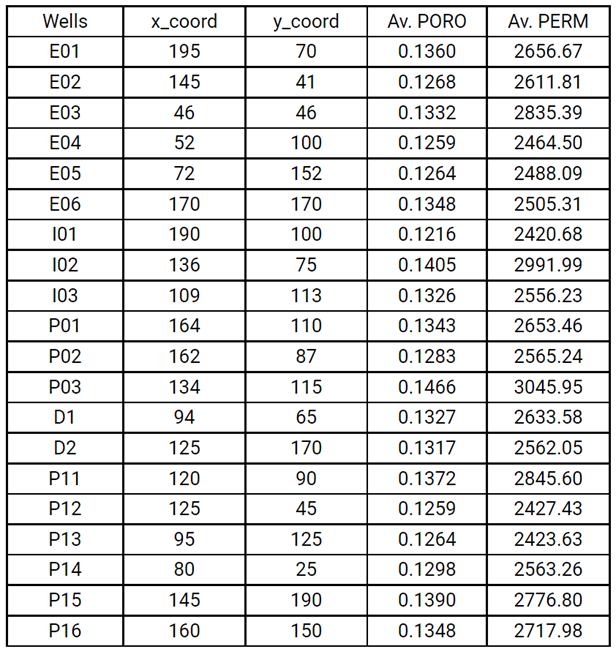 Wells x_coord y_coord Av. PORO Av. PERM
E01 195 70 0.1360 2656.67
E02 145 41 0.1268 2611.81
E03 46 46 0.1332 2835.39
E04 52 100 0.1259 2464.50
E05 72 152 0.1264 2488.09
E06 170 170 0.1348 2505.31
I01 190 100 0.1216 2420.68
I02 136 75 0.1405 2991.99
I03 109 113 0.1326 2556.23
P01 164 110 0.1343 2653.46
P02 162 87 0.1283 2565.24
P03 134 115 0.1466 3045.95
D1 94 65 0.1327 2633.58
D2 125 170 0.1317 2562.05
P11 120 90 0.1372 2845.60
P12 125 45 0.1259 2427.43
P13 95 125 0.1264 2423.63
P14 80 25 0.1298 2563.26
P15 145 190 0.1390 2776.80
P16 160 150 0.1348 2717.98